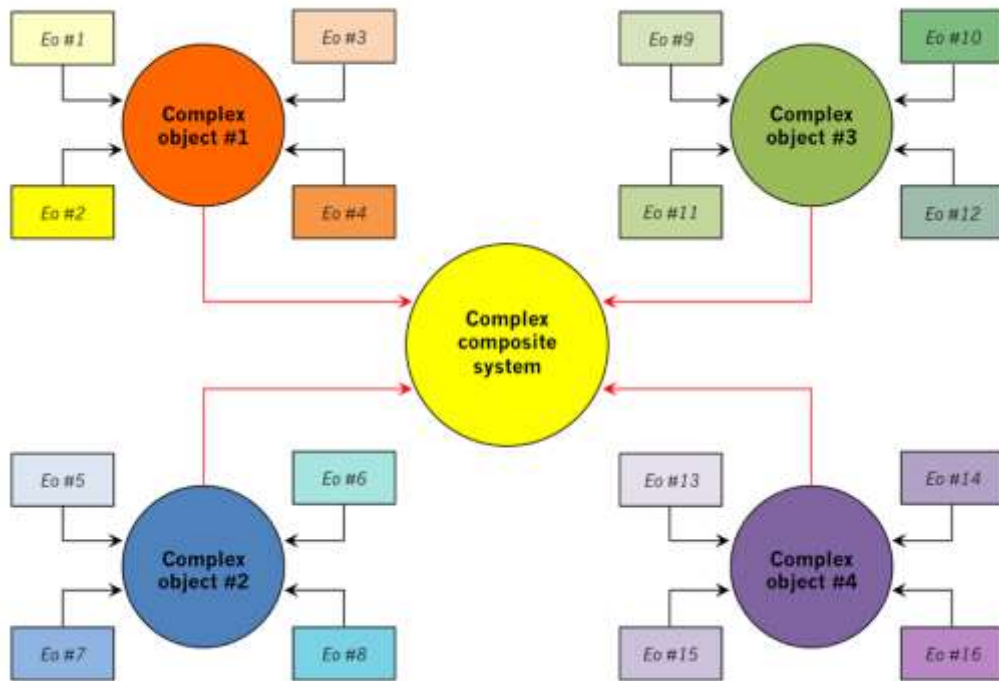 Eo #1
Eo #3
Complex
object #1
Eo #2
Eo #4
Eo #9
Eo #10
Complex
object #3
Eo #11
Eo #12
Complex
composite
system
Eo #5
Eo #6
Complex
object #2
Eo #7
Eo #8
Eo #13
Eo #14
Complex
object #4
Eo #15
Eo #16